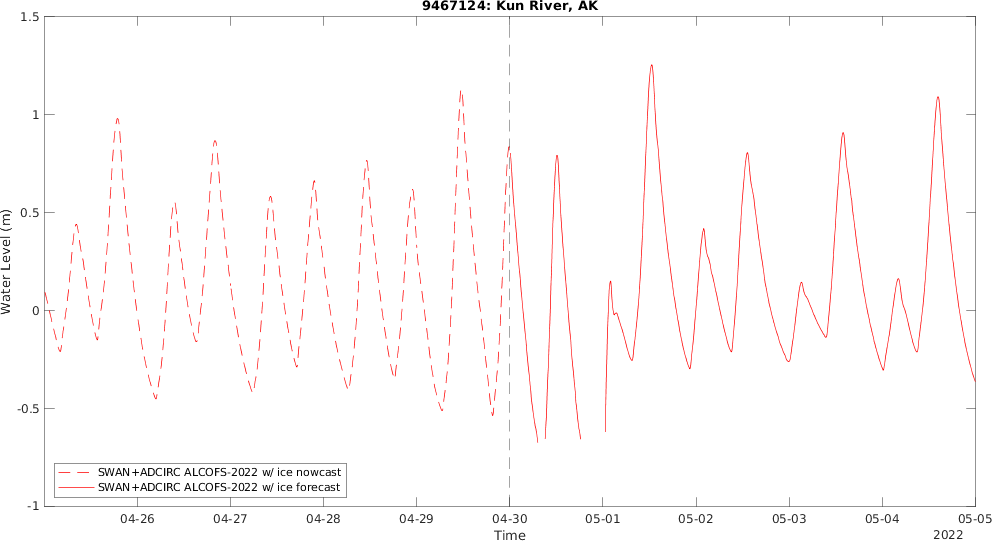 9467124: Kun River, AK
1.5
1
0.5
0
-0.5
-1
Water Level (m)
SWAN+ADCIRC ALCOFS-2022 w/ ice nowcast
SWAN+ADCIRC ALCOFS-2022 w/ ice forecast
04-26 04-27 04-28 04-29 04-30 05-01 05-02 05-03 05-04 05-05
Time
2022